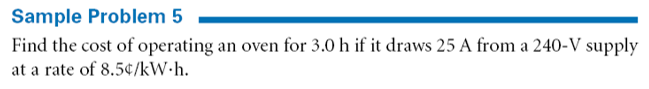 Sample Problem 5
Find the cost of operating an oven for 3.0 h if it draws 25 A from a 240-V supply
at a rate of 8.5¢/kW·h.